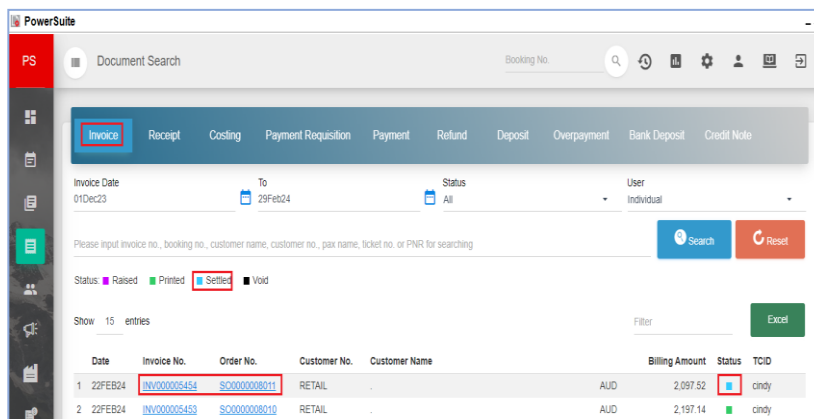 PowerSuite
PS
Document Search
Booking No.
Invoice Receipt Costing Payment Requisition Payment Refund Deposit Overpayment Bank Deposit Credit Note
Invoice Date To Status User
01Dec23 29Feb24 All Individual
Please input invoice no., booking no., customer name, customer no., pax name, ticket no. or PNR for searching
Search Reset
Status: Raised Printed Settled Void
Show 15 entries Filter Excel
Date Invoice No. Order No. Customer No. Customer Name Billing Amount Status TCID
1 22FEB24 INV000005454 SO0000008011 RETAIL . AUD 2,097.52 cindy
2 22FEB24 INV000005453 SO0000008010 RETAIL . AUD 2,197.14 cindy